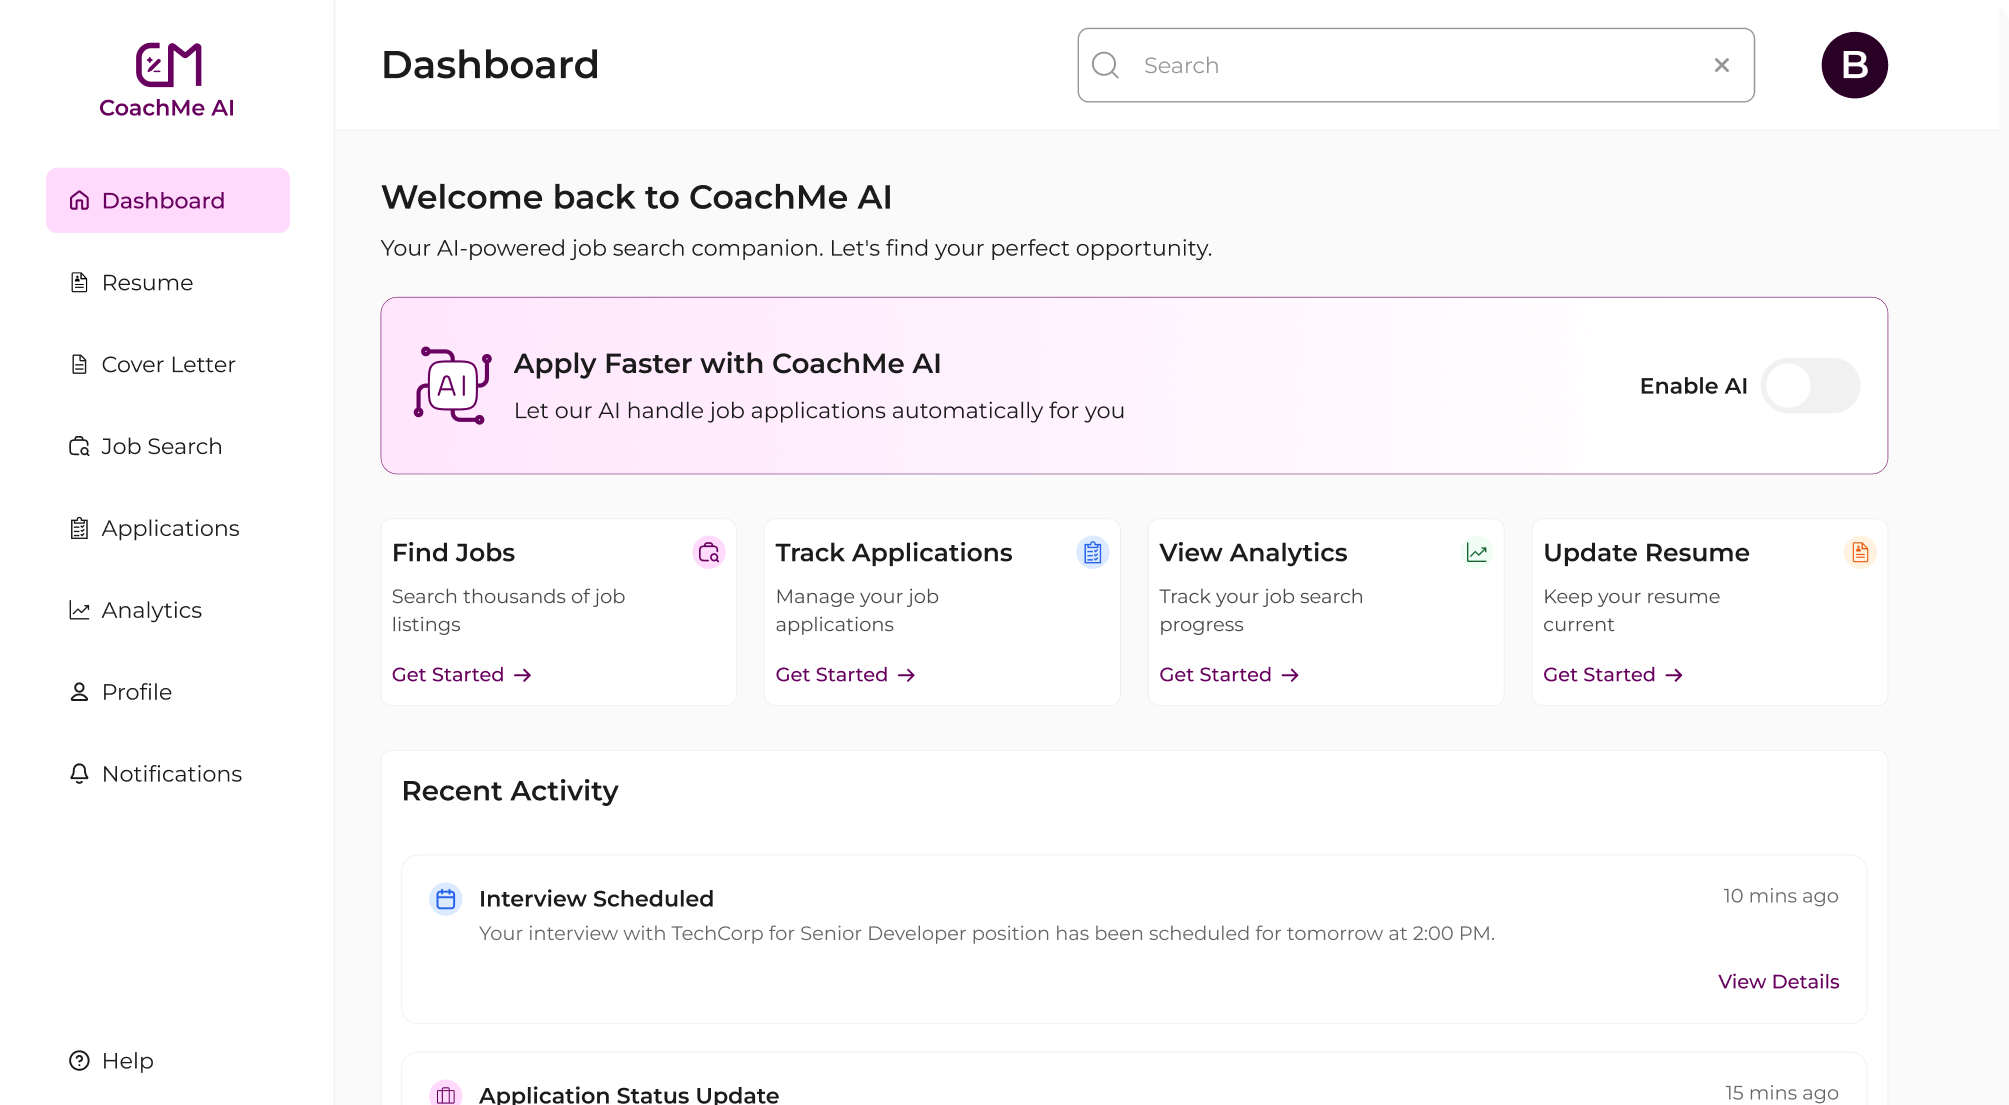 CM
CoachMe AI
Dashboard
Resume
Cover Letter
Job Search
Applications
Analytics
Profile
Notifications
Help
Dashboard
Search
B
Welcome back to CoachMe AI
Your AI-powered job search companion. Let's find your perfect opportunity.
AI
Apply Faster with CoachMe AI
Let our AI handle job applications automatically for you
Enable AI
Find Jobs
Search thousands of job
listings
Get Started →
Track Applications
Manage your job
applications
Get Started →
View Analytics
Track your job search
progress
Get Started →
Update Resume
Keep your resume
current
Get Started →
Recent Activity
Interview Scheduled
10 mins ago
Your interview with TechCorp for Senior Developer position has been scheduled for tomorrow at 2:00 PM.
View Details
Application Status Update
15 mins ago